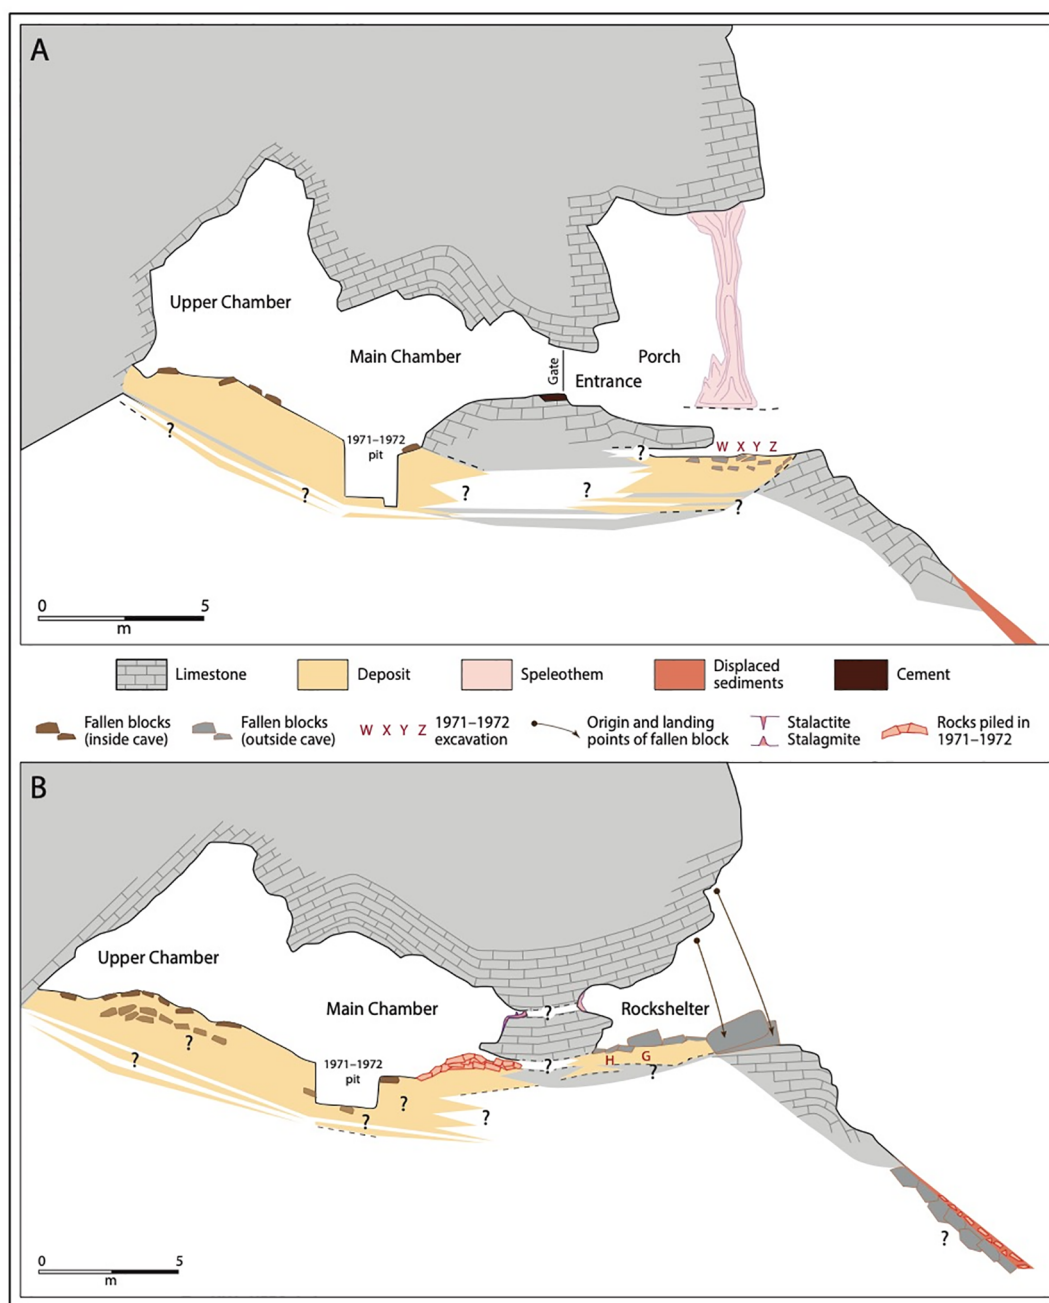 A
Upper Chamber
Main Chamber
Gate
Entrance
Porch
1971–1972
pit
W X Y Z
?
?
?
?
?
?
0 5
m
Limestone
Deposit
Speleothem
Displaced
sediments
Cement
Fallen blocks
(inside cave)
Fallen blocks
(outside cave)
W X Y Z
1971–1972
excavation
Origin and landing
points of fallen block
Stalactite
Stalagmite
Rocks piled in
1971–1972
B
Upper Chamber
Main Chamber
Rockshelter
?
1971–1972
pit
H G
?
?
?
?
?
?
?
?
0 5
m